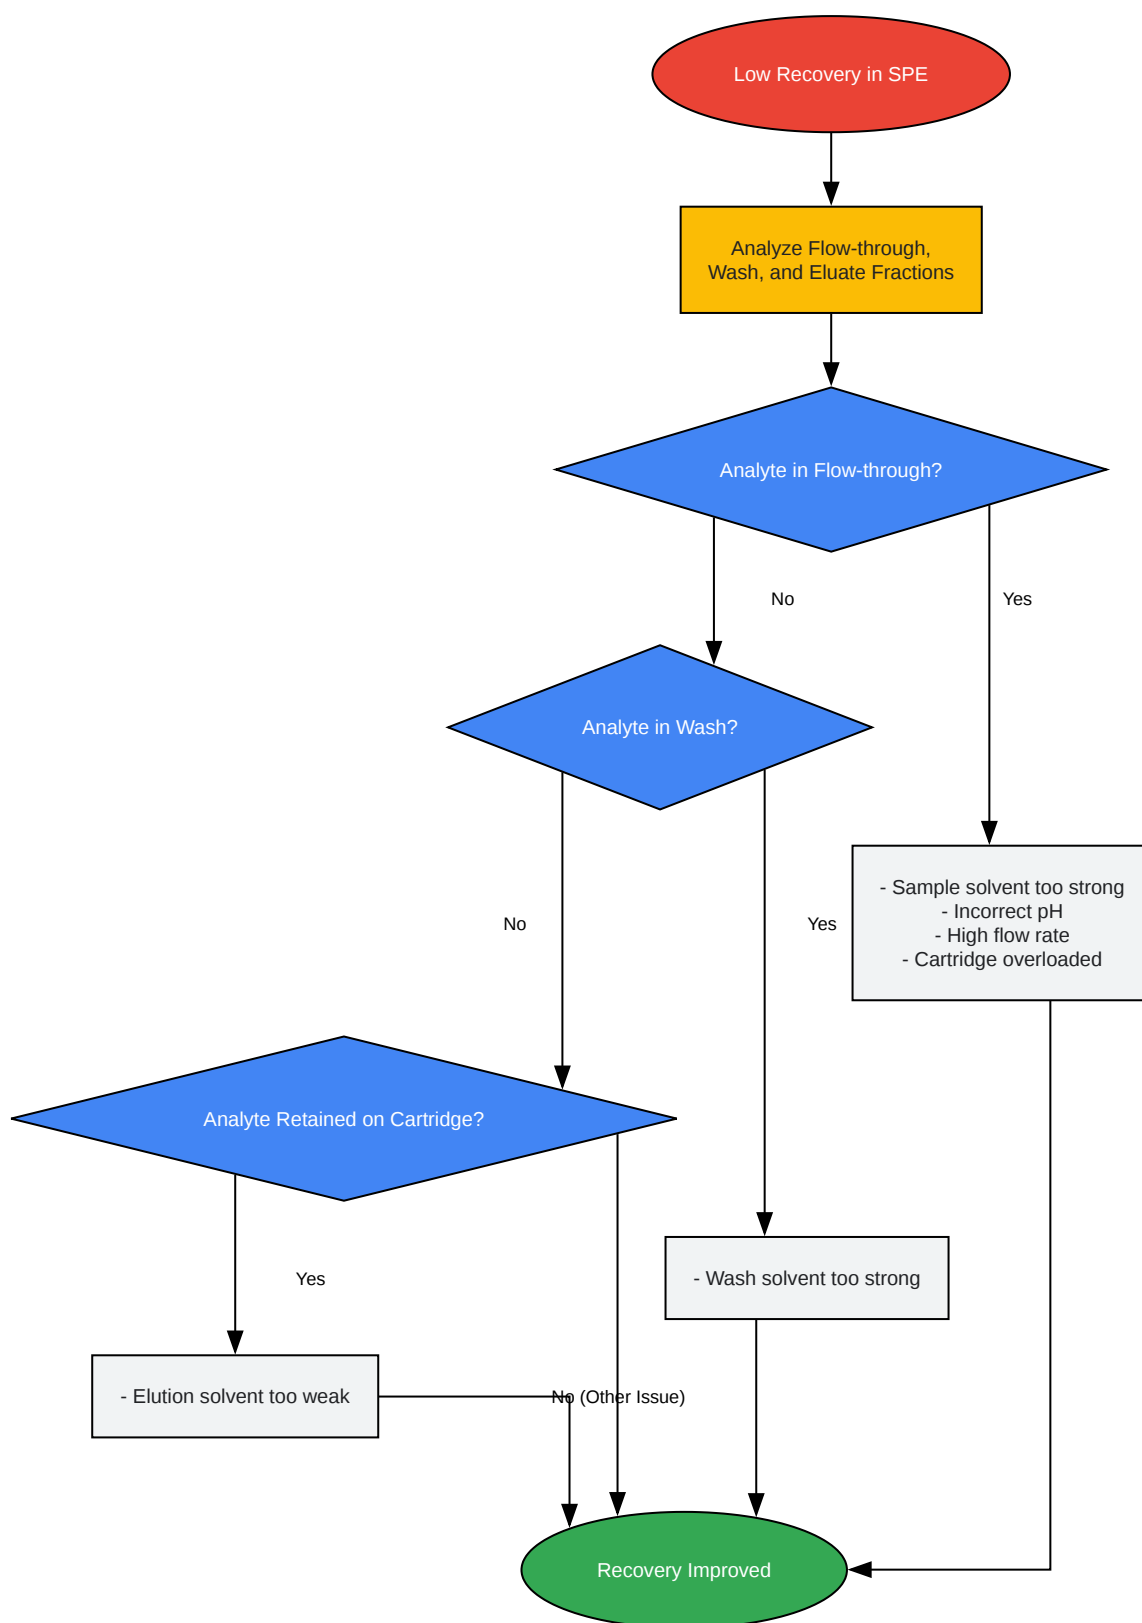 Low Recovery in SPE
Analyze Flow-through,
Wash, and Eluate Fractions
Analyte in Flow-through?
No
Yes
Analyte in Wash?
- Sample solvent too strong
- Incorrect pH
- High flow rate
- Cartridge overloaded
No
Yes
Analyte Retained on Cartridge?
Yes
- Wash solvent too strong
- Elution solvent too weak
No (Other Issue)
Recovery Improved